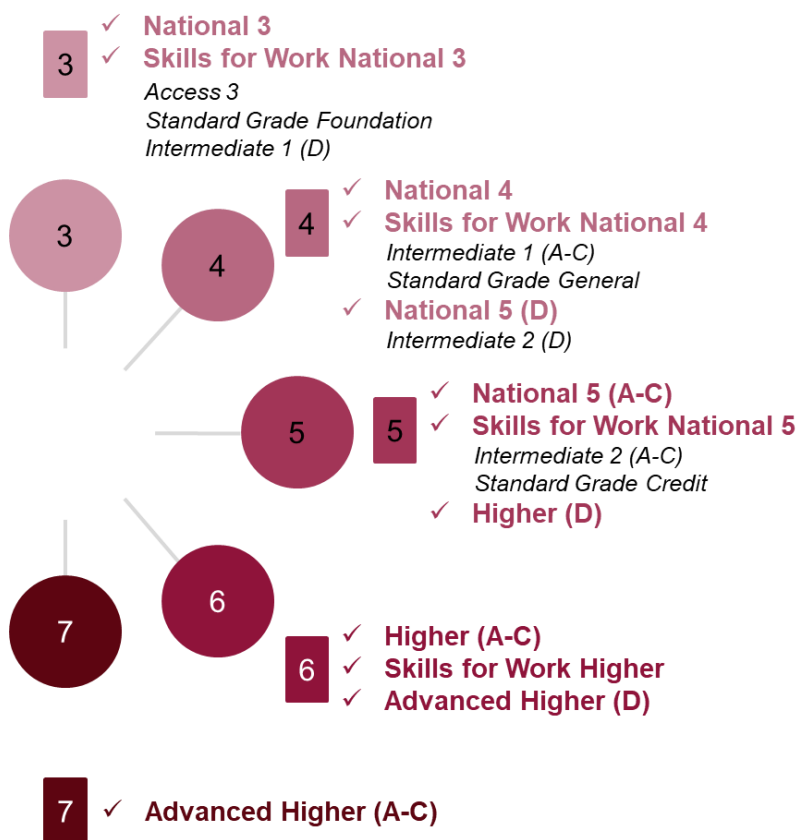 3
✓ National 3
✓ Skills for Work National 3
Access 3
Standard Grade Foundation
Intermediate 1 (D)
3
4
4
✓ National 4
✓ Skills for Work National 4
Intermediate 1 (A-C)
Standard Grade General
✓ National 5 (D)
Intermediate 2 (D)
5
5
✓ National 5 (A-C)
✓ Skills for Work National 5
Intermediate 2 (A-C)
Standard Grade Credit
✓ Higher (D)
7
6
6
✓ Higher (A-C)
✓ Skills for Work Higher
✓ Advanced Higher (D)
7
✓ Advanced Higher (A-C)